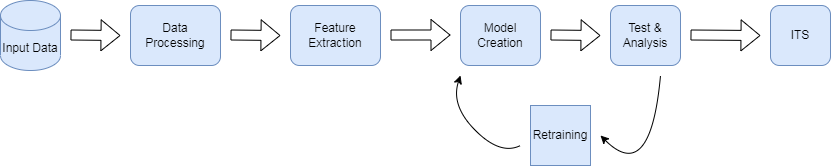 Input Data
Data
Processing
Feature
Extraction
Model
Creation
Test &
Analysis
ITS
Retraining